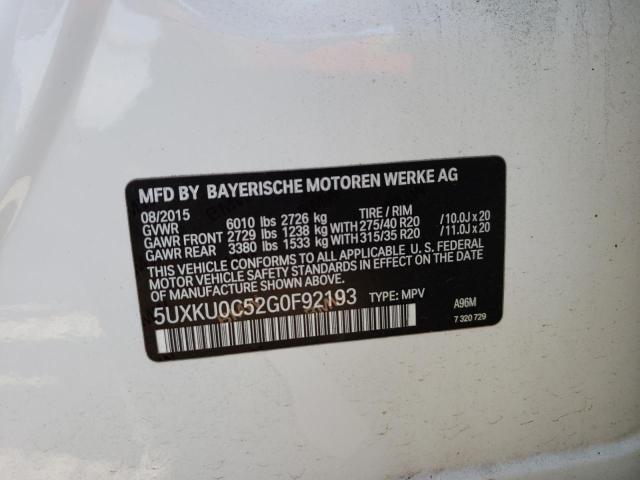 MFD BY BAYERISCHE MOTOREN WERKE AG
08/2015 TIRE / RIM
GVWR 6010 lbs 2726 kg
GAWR FRONT 2729 lbs 1238 kg WITH 275/40 R20 / 10.0J x 20
GAWR REAR 3380 lbs 1533 kg WITH 315/35 R20 / 11.0J x 20
THIS VEHICLE CONFORMS TO ALL APPLICABLE U. S. FEDERAL
MOTOR VEHICLE SAFETY STANDARDS IN EFFECT ON THE DATE
OF MANUFACTURE SHOWN ABOVE.
5UXKU0C52G0F92193 TYPE: MPV A96M
7 320 729